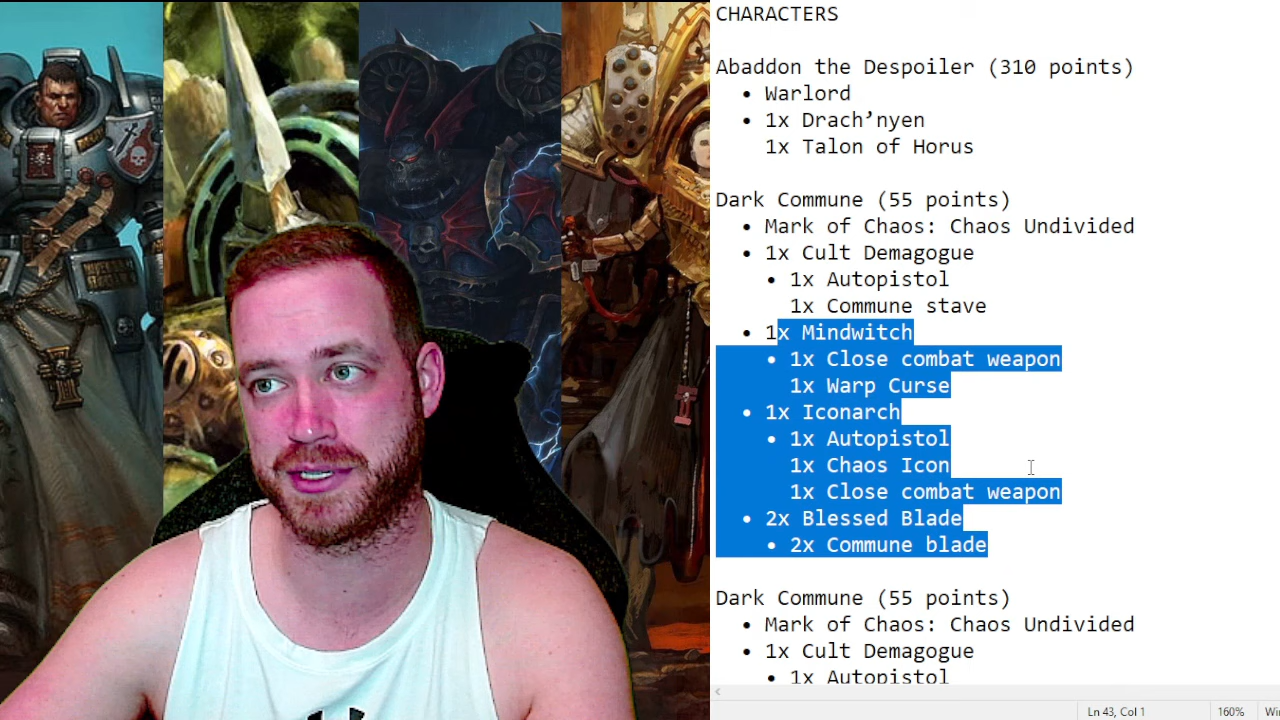 CHARACTERS
Abaddon the Despoiler (310 points)
• Warlord
• 1x Drach’nyen
1x Talon of Horus
Dark Commune (55 points)
• Mark of Chaos: Chaos Undivided
• 1x Cult Demagogue
• 1x Autopistol
1x Commune stave
• 1x Mindwitch
• 1x Close combat weapon
1x Warp Curse
• 1x Iconarch
• 1x Autopistol
1x Chaos Icon
1x Close combat weapon
• 2x Blessed Blade
• 2x Commune blade
Dark Commune (55 points)
• Mark of Chaos: Chaos Undivided
• 1x Cult Demagogue
• 1x Autopistol
Ln 43, Col 1
160%